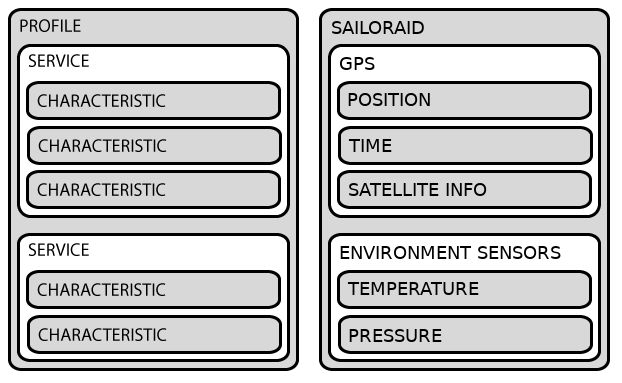 PROFILE
SERVICE
CHARACTERISTIC
CHARACTERISTIC
CHARACTERISTIC
SERVICE
CHARACTERISTIC
CHARACTERISTIC
SAILORAID
GPS
POSITION
TIME
SATELLITE INFO
ENVIRONMENT SENSORS
TEMPERATURE
PRESSURE